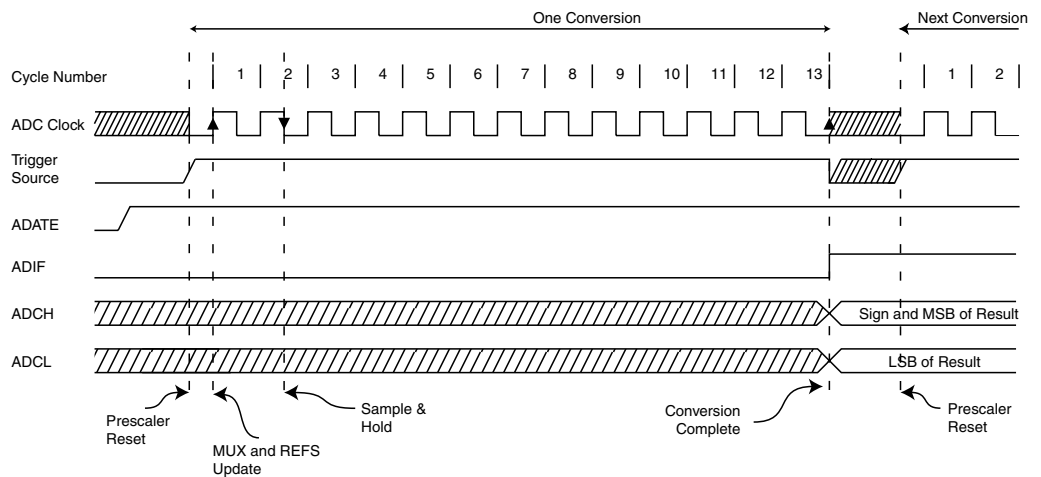 One Conversion
Next Conversion
Cycle Number
1 2 3 4 5 6 7 8 9 10 11 12 13 1 2
ADC Clock
Trigger
Source
ADATE
ADIF
ADCH
Sign and MSB of Result
ADCL
LSB of Result
Prescaler
Reset
MUX and REFS
Update
Sample &
Hold
Conversion
Complete
Prescaler
Reset